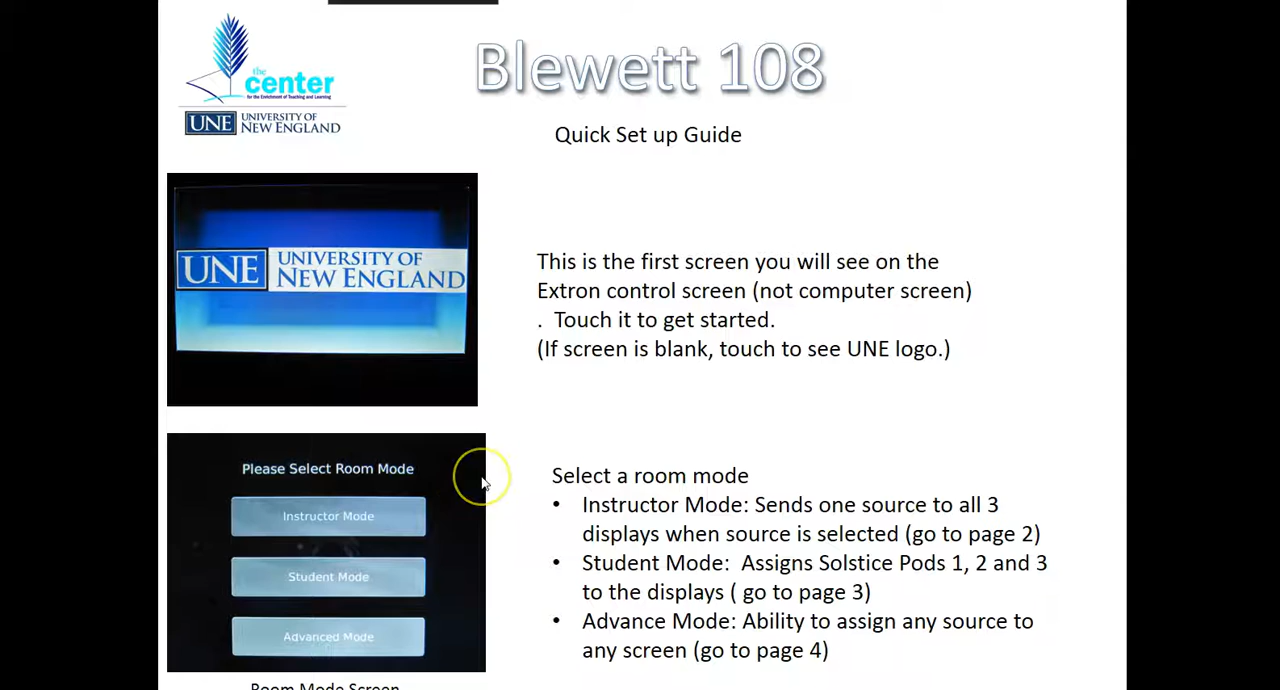 the
center
for the Enrichment of Teaching and Learning
UNE UNIVERSITY OF
NEW ENGLAND
Blewett 108
Quick Set up Guide
UNE UNIVERSITY OF
NEW ENGLAND
This is the first screen you will see on the
Extron control screen (not computer screen)
. Touch it to get started.
(If screen is blank, touch to see UNE logo.)
Please Select Room Mode
Instructor Mode
Student Mode
Advanced Mode
Select a room mode
• Instructor Mode: Sends one source to all 3
displays when source is selected (go to page 2)
• Student Mode: Assigns Solstice Pods 1, 2 and 3
to the displays ( go to page 3)
• Advance Mode: Ability to assign any source to
any screen (go to page 4)
Room Mode Screen